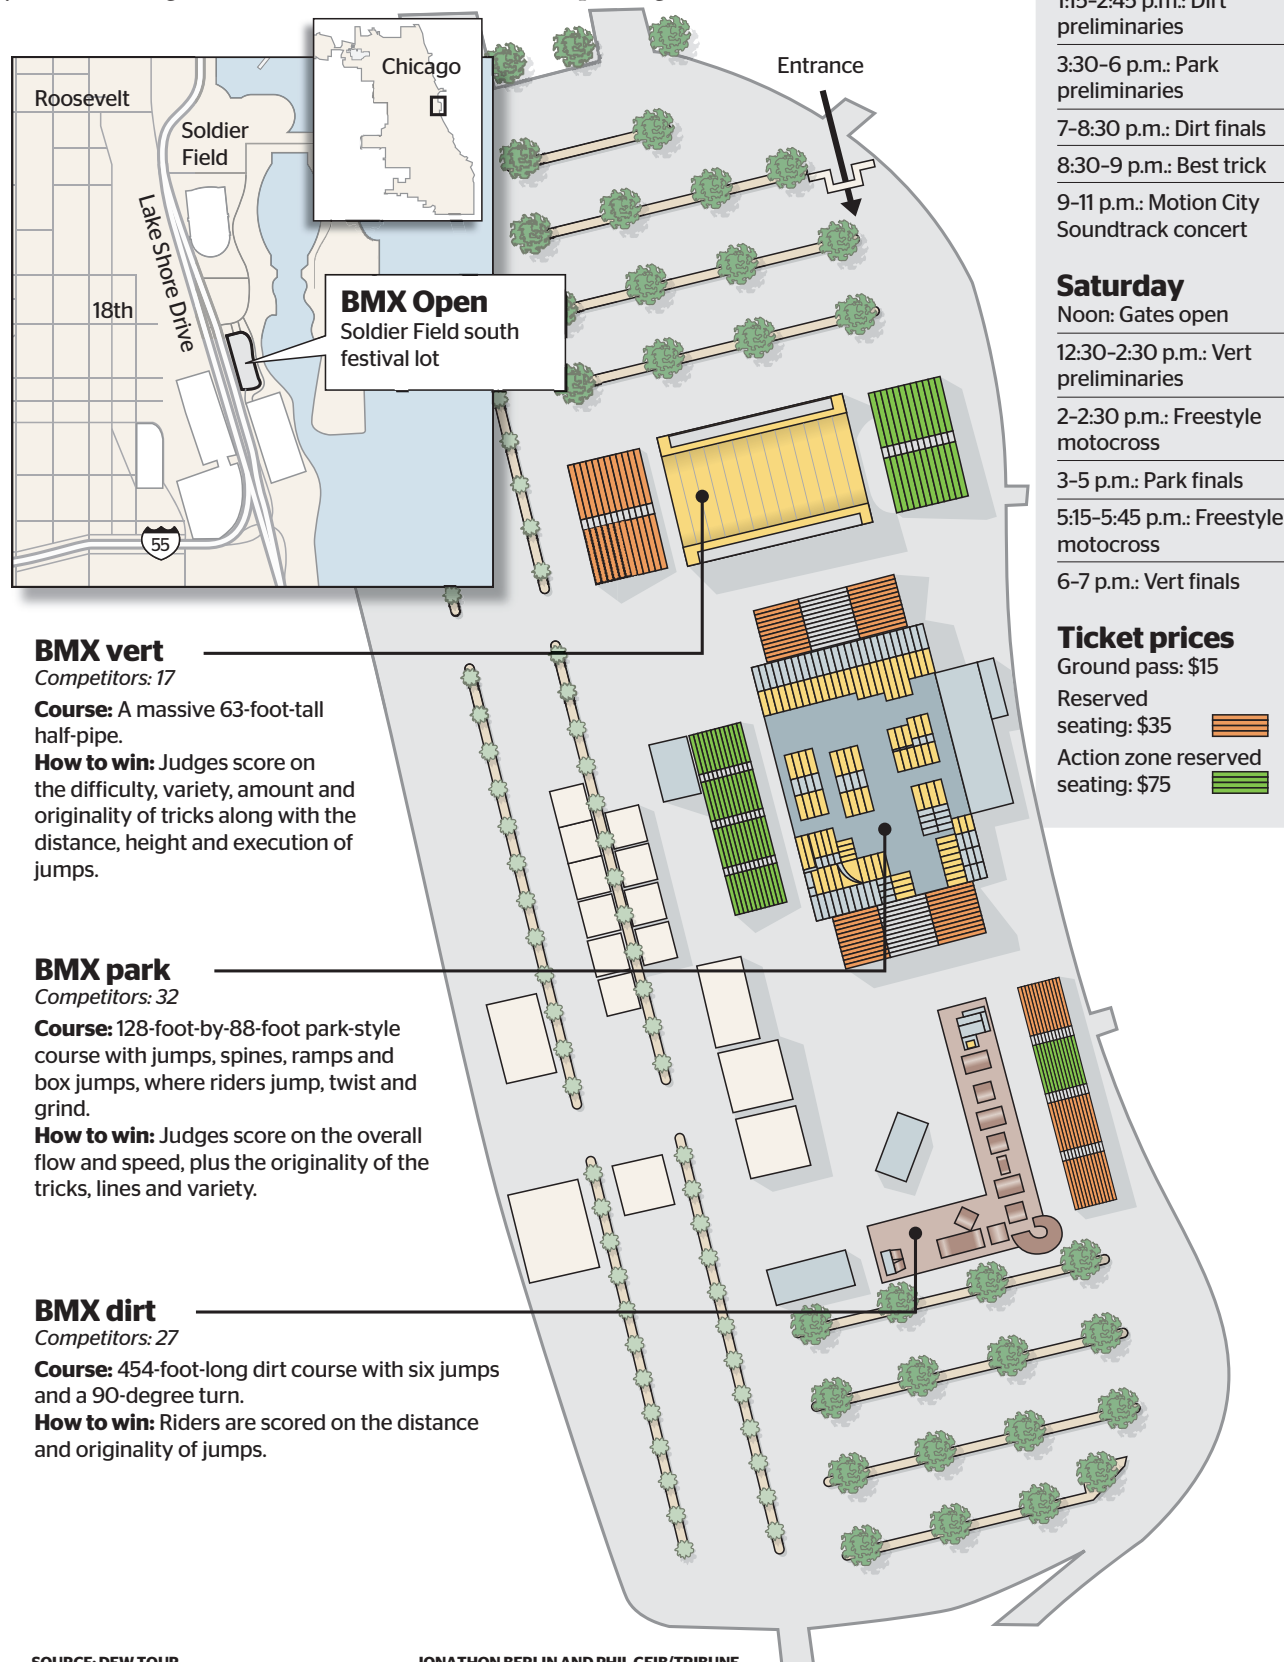 Chicago
Roosevelt
Soldier
Field
Lake Shore Drive
18th
55
BMX Open
Soldier Field south
festival lot
Entrance
BMX vert
Competitors: 17
Course: A massive 63-foot-tall
half-pipe.
How to win: Judges score on
the difficulty, variety, amount and
originality of tricks along with the
distance, height and execution of
jumps.
BMX park
Competitors: 32
Course: 128-foot-by-88-foot park-style
course with jumps, spines, ramps and
box jumps, where riders jump, twist and
grind.
How to win: Judges score on the overall
flow and speed, plus the originality of the
tricks, lines and variety.
BMX dirt
Competitors: 27
Course: 454-foot-long dirt course with six jumps
and a 90-degree turn.
How to win: Riders are scored on the distance
and originality of jumps.
1:15-2:45 p.m.: Dirt
preliminaries
3:30-6 p.m.: Park
preliminaries
7-8:30 p.m.: Dirt finals
8:30-9 p.m.: Best trick
9-11 p.m.: Motion City
Soundtrack concert
Saturday
Noon: Gates open
12:30-2:30 p.m.: Vert
preliminaries
2-2:30 p.m.: Freestyle
motocross
3-5 p.m.: Park finals
5:15-5:45 p.m.: Freestyle
motocross
6-7 p.m.: Vert finals
Ticket prices
Ground pass: $15
Reserved
seating: $35
Action zone reserved
seating: $75
SOURCE: DEW TOUR
JONATHON BERLIN AND PHIL GEIB/TRIBUNE